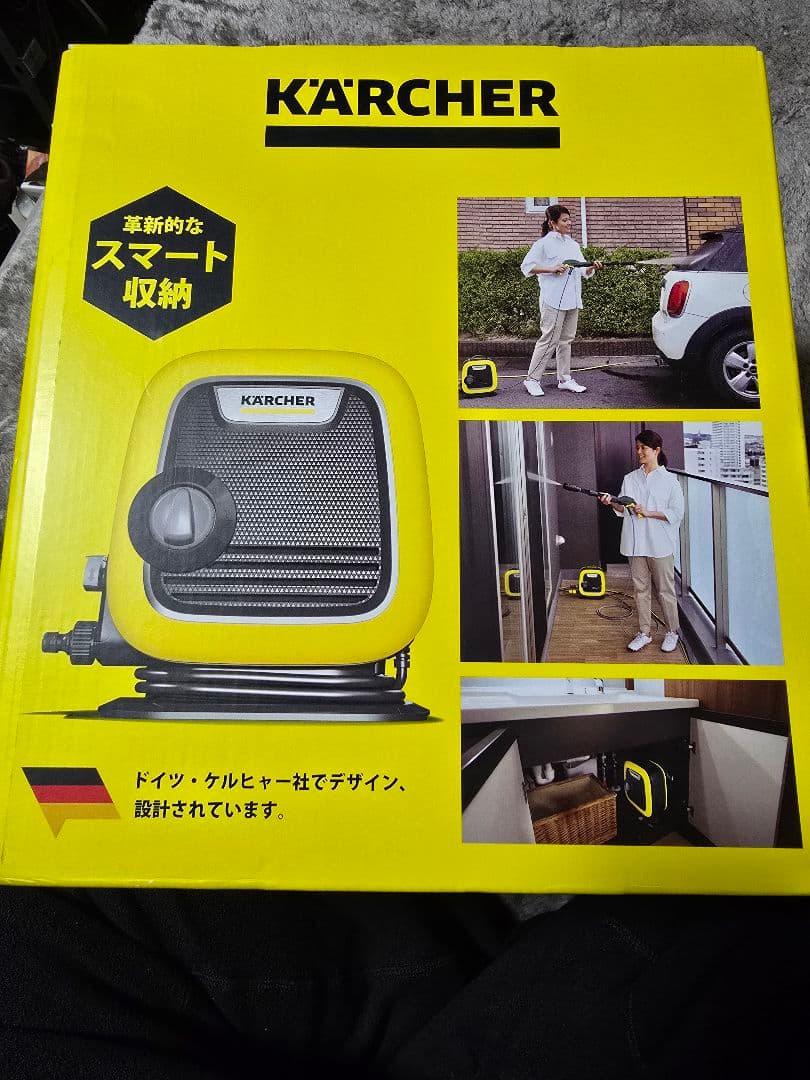 KÄRCHER
革新的な
スマート
収納
KÄRCHER
ドイツ・ケルヒャー社でデザイン、
設計されています。